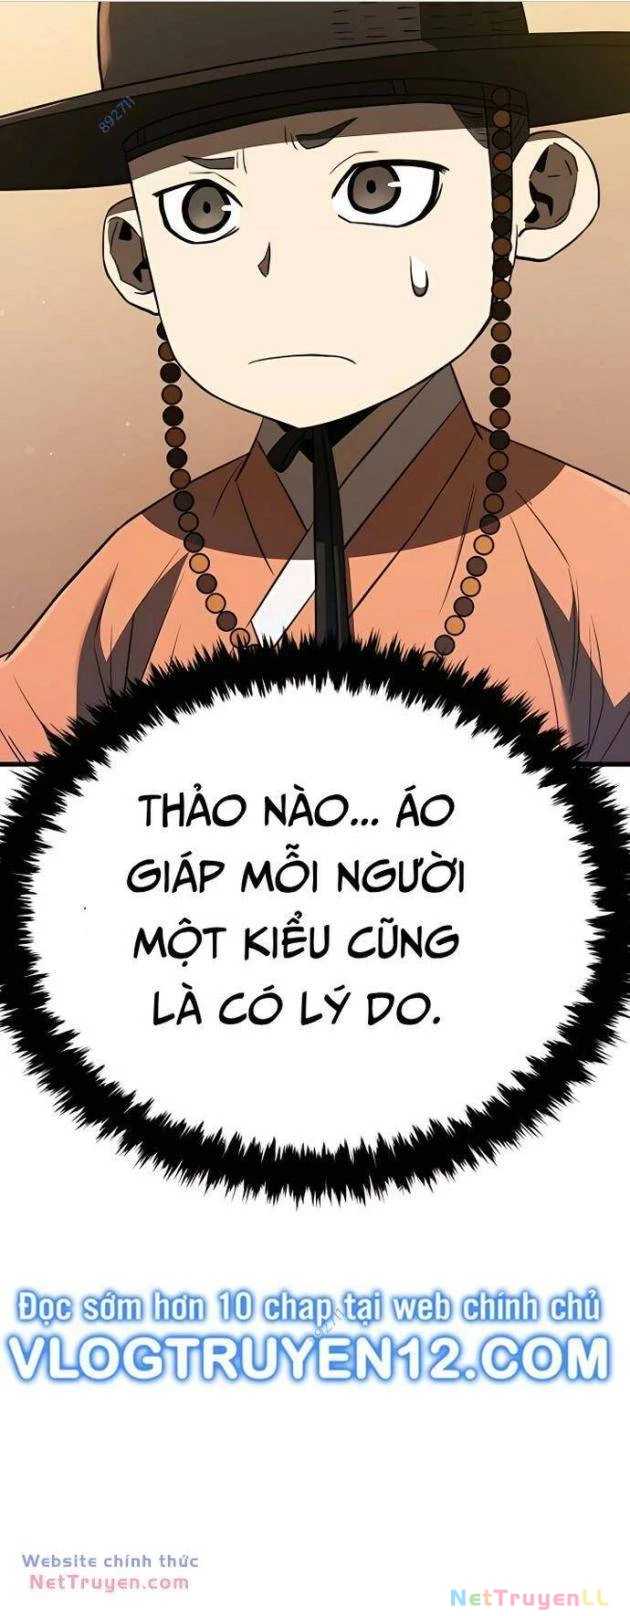 892711
THẢO NÀO... ÁO
GIÁP MỖI NGƯỜI
MỘT KIỂU CŨNG
LÀ CÓ LÝ DO.
Đọc sớm hơn 10 chap tại web chính chủ
VLOGTRUYEN12.COM
Website chính thức
NetTruyen.com
NetTruyenLL